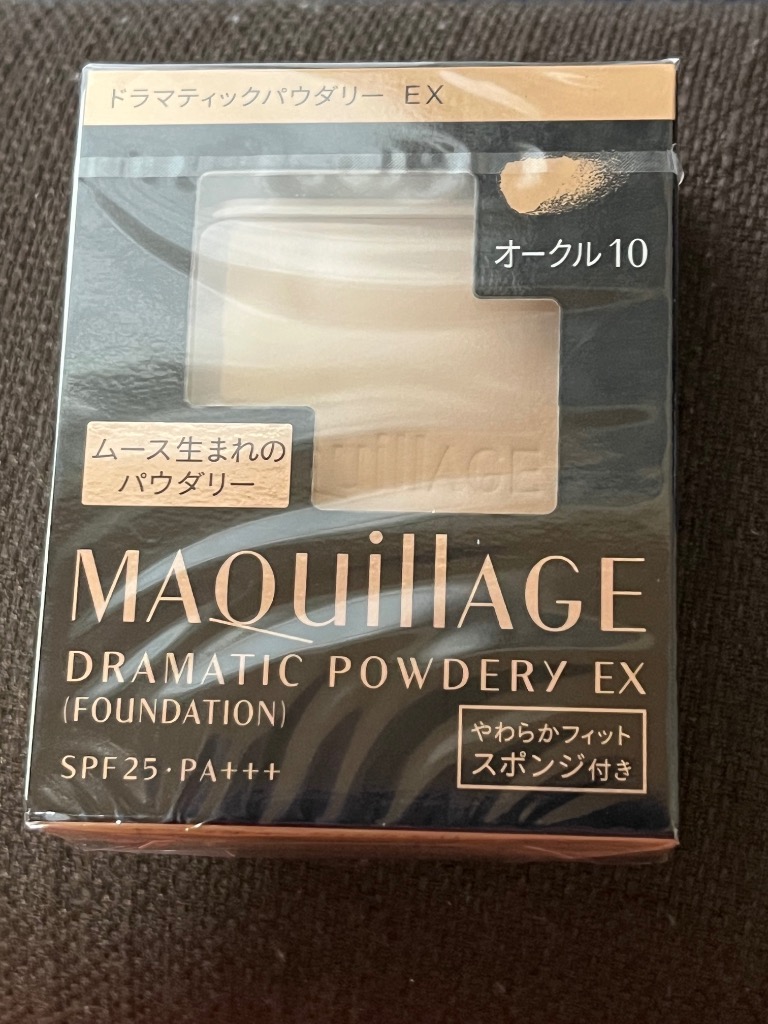 ドラマティックパウダリー EX
オークル 10
ムース生まれの
パウダリー
MAQuillAGE
DRAMATIC POWDERY EX
(FOUNDATION)
SPF25・PA+++
やわらかフィット
スポンジ付き